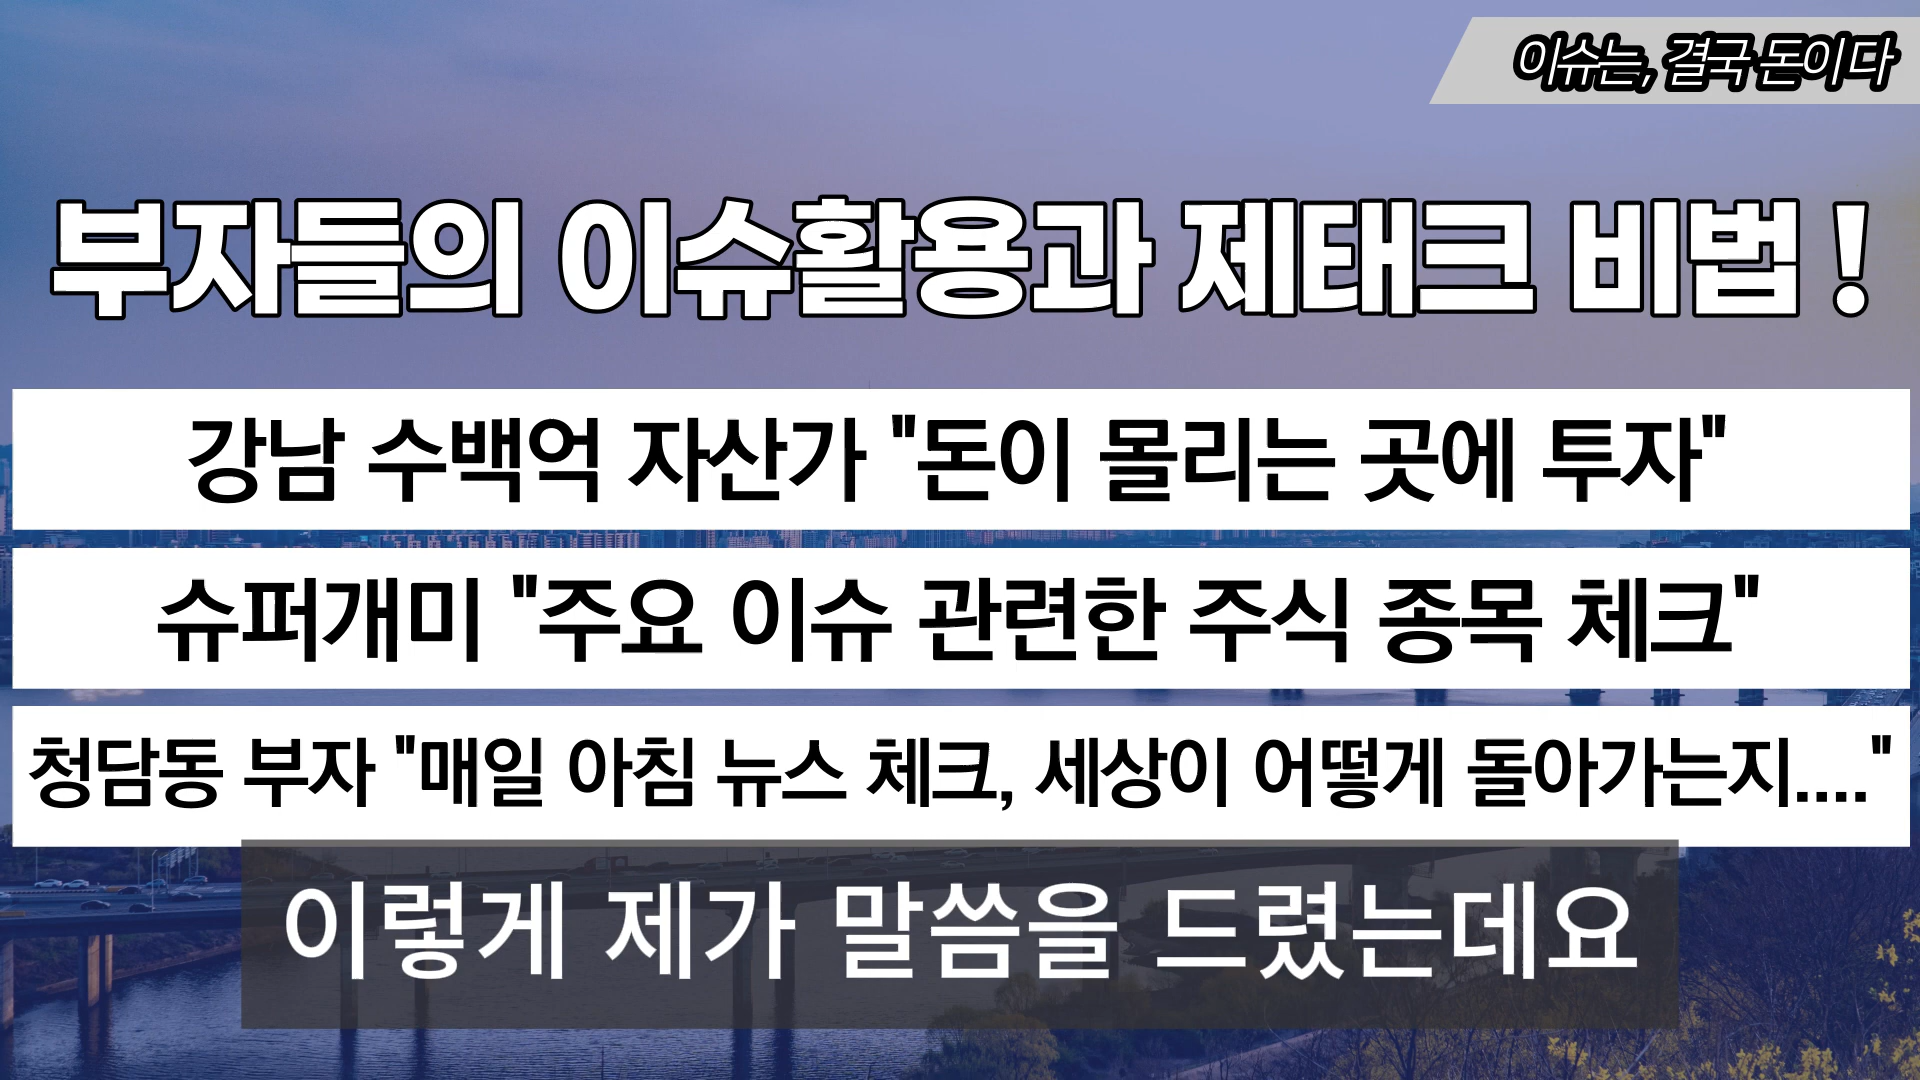 이슈는, 결국 돈이다
부자들의 이슈활용과 제태크 비법 !
강남 수백억 자산가 "돈이 몰리는 곳에 투자"
슈퍼개미 "주요 이슈 관련한 주식 종목 체크"
청담동 부자 "매일 아침 뉴스 체크, 세상이 어떻게 돌아가는지...."
이렇게 제가 말씀을 드렸는데요